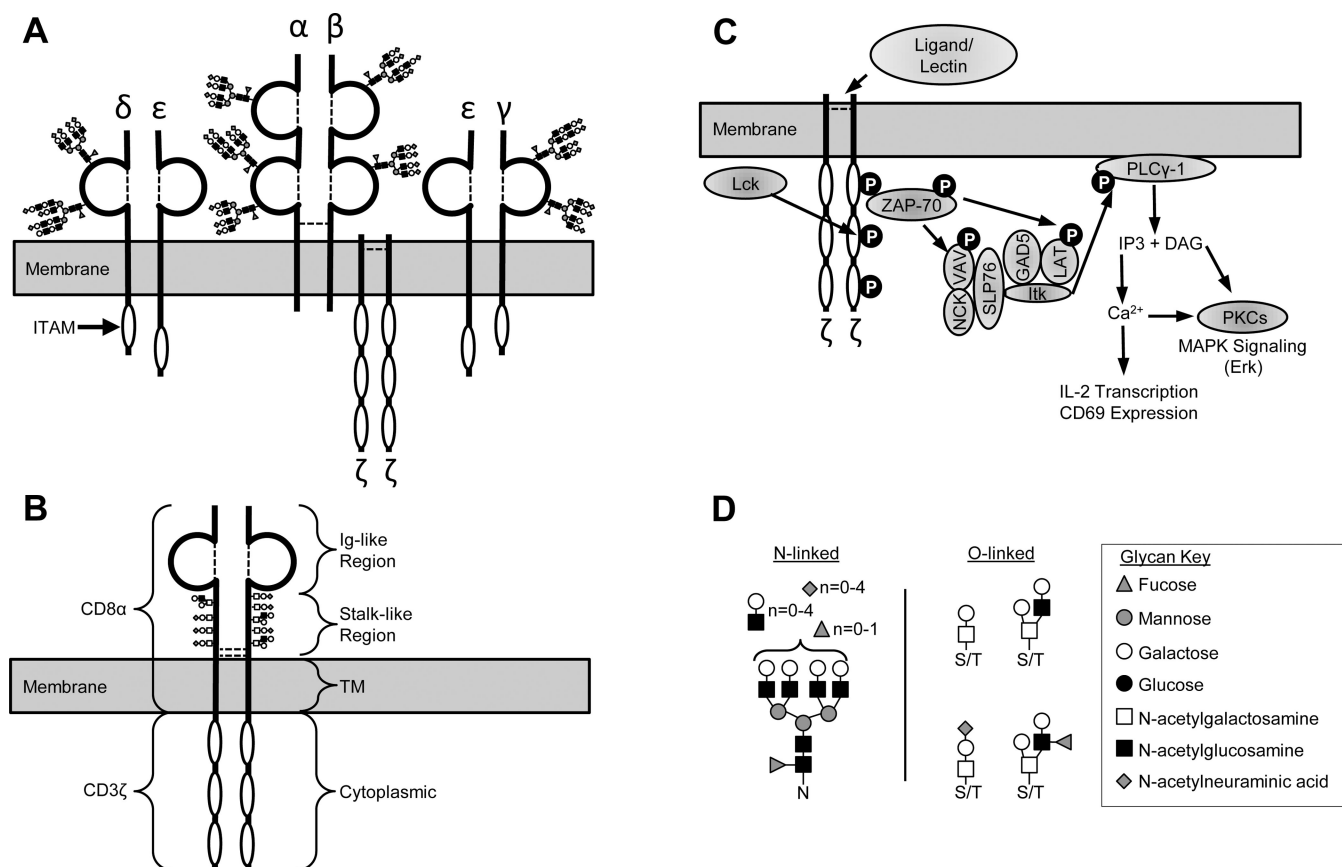 A
α β
δ ε
ε γ
Membrane
ITAM
ζ ζ
B
CD8α
Ig-like
Region
Stalk-like
Region
Membrane
TM
CD3ζ
Cytoplasmic
C
Ligand/
Lectin
Membrane
Lck
P
ZAP-70
P
P
P
ζ ζ
VAV
P
NCK
SLP76
GAD5
LAT
P
Itk
P
PLCγ-1
IP3 + DAG
Ca2+
PKCs
MAPK Signaling
(Erk)
IL-2 Transcription
CD69 Expression
D
N-linked
n=0-4
n=0-4
n=0-1
N
O-linked
S/T
S/T
S/T
S/T
Glycan Key
Fucose
Mannose
Galactose
Glucose
N-acetylgalactosamine
N-acetylglucosamine
N-acetylneuraminic acid